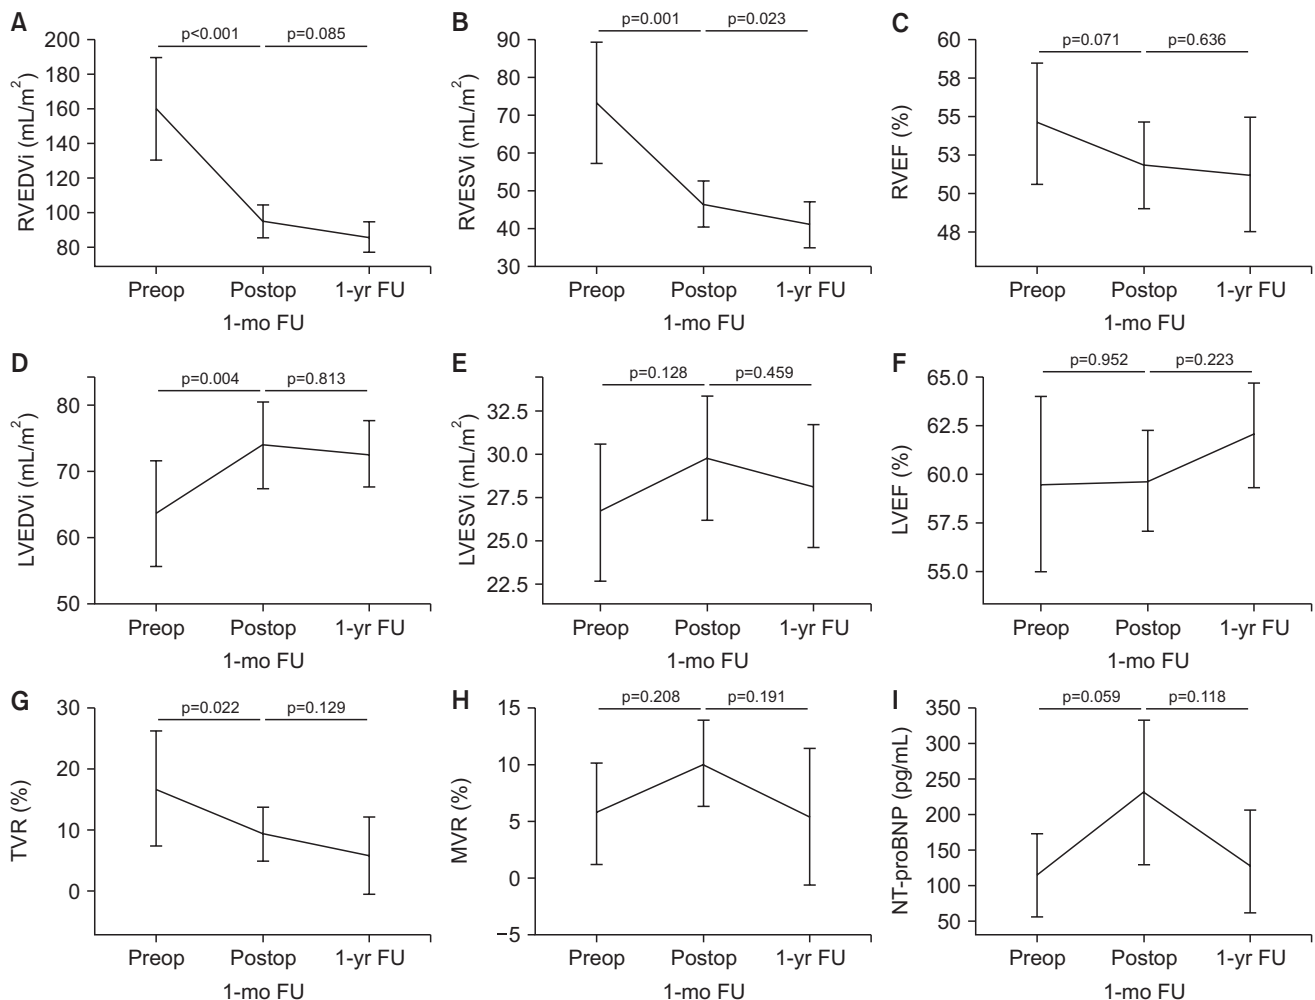 A
p<0.001 p=0.085
RVEDVi (mL/m²)
200
180
160
140
120
100
80
Preop Postop 1-yr FU
1-mo FU
B
p=0.001 p=0.023
RVESVi (mL/m²)
90
80
70
60
50
40
30
Preop Postop 1-yr FU
1-mo FU
C
p=0.071 p=0.636
RVEF (%)
60
58
55
53
50
48
Preop Postop 1-yr FU
1-mo FU
D
p=0.004 p=0.813
LVEDVi (mL/m²)
80
70
60
50
Preop Postop 1-yr FU
1-mo FU
E
p=0.128 p=0.459
LVESVi (mL/m²)
32.5
30.0
27.5
25.0
22.5
Preop Postop 1-yr FU
1-mo FU
F
p=0.952 p=0.223
LVEF (%)
65.0
62.5
60.0
57.5
55.0
Preop Postop 1-yr FU
1-mo FU
G
p=0.022 p=0.129
TVR (%)
30
20
10
0
Preop Postop 1-yr FU
1-mo FU
H
p=0.208 p=0.191
MVR (%)
15
10
5
0
−5
Preop Postop 1-yr FU
1-mo FU
I
p=0.059 p=0.118
NT-proBNP (pg/mL)
350
300
250
200
150
100
50
Preop Postop 1-yr FU
1-mo FU